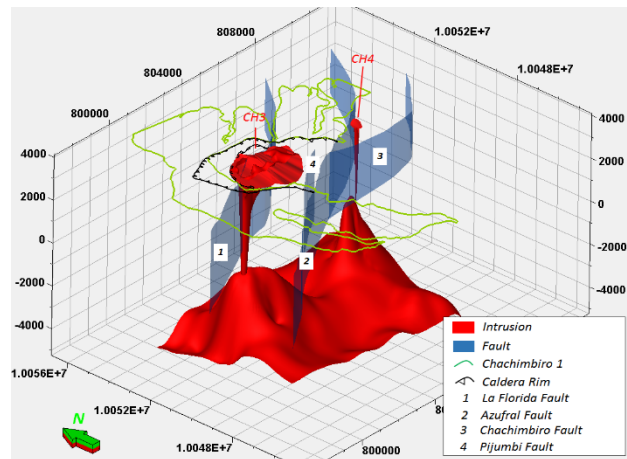 1.0052E+7
808000
1.0048E+7
CH4
804000
800000
CH3
4000
4000
3
4
2000
2000
0
0
1
2
-2000
-2000
-4000
-4000
Intrusion
Fault
Chachimbiro 1
Caldera Rim
1 La Florida Fault
2 Azufral Fault
3 Chachimbiro Fault
4 Pijumbi Fault
1.0056E+7
1.0052E+7
N
1.0048E+7
800000